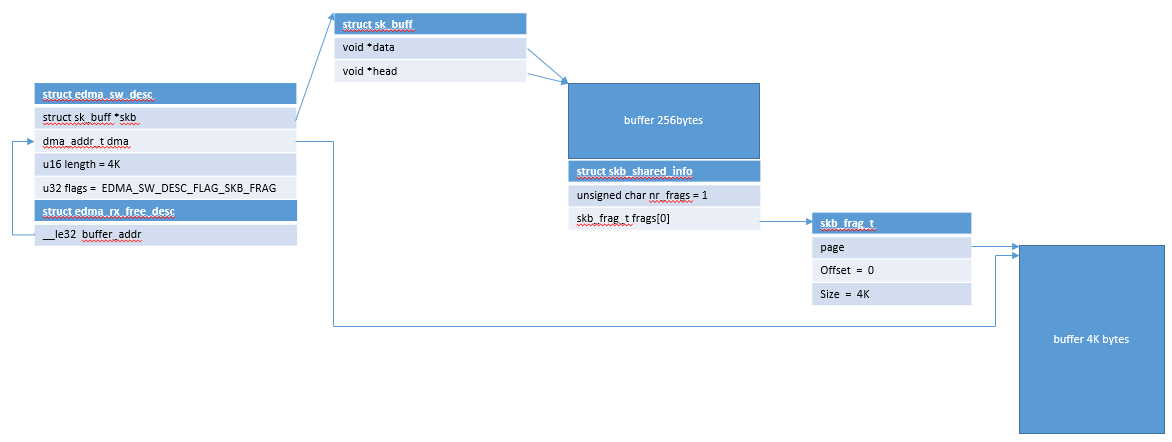 struct sk_buff
void *data
void *head
struct edma_sw_desc
struct sk_buff *skb
dma_addr_t dma
u16 length = 4K
u32 flags = EDMA_SW_DESC_FLAG_SKB_FRAG
struct edma_rx_free_desc
__le32 buffer_addr
buffer 256bytes
struct skb_shared_info
unsigned char nr_frags = 1
skb_frag_t frags[0]
skb_frag_t
page
Offset = 0
Size = 4K
buffer 4K bytes